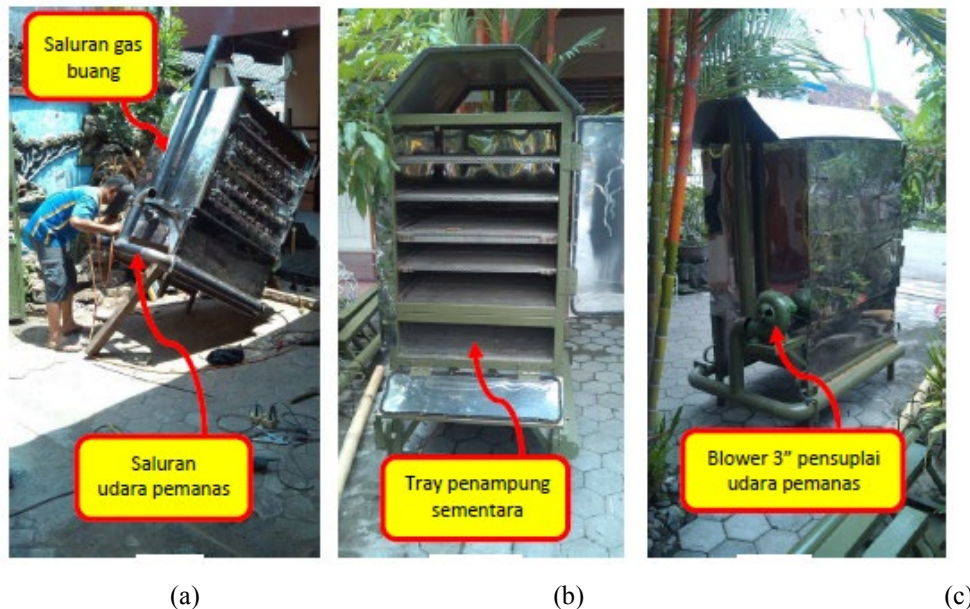 Saluran gas
buang
Saluran
udara pemanas
Tray penampung
sementara
Blower 3” pensuplai
udara pemanas
(a)
(b)
(c)